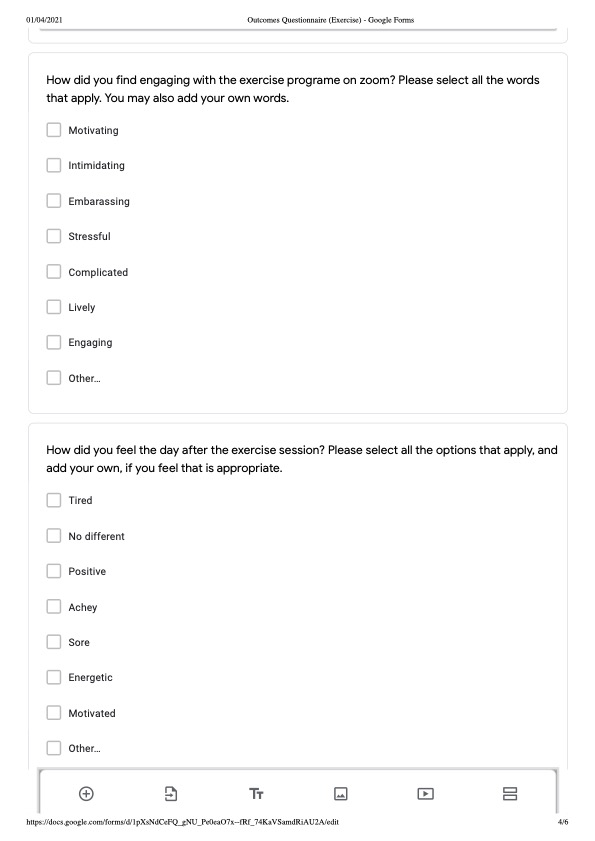 01/04/2021 Outcomes Questionnaire (Exercise) - Google Forms
How did you find engaging with the exercise programe on zoom? Please select all the words
that apply. You may also add your own words.
Motivating
Intimidating
Embarassing
Stressful
Complicated
Lively
Engaging
Other...
How did you feel the day after the exercise session? Please select all the options that apply, and
add your own, if you feel that is appropriate.
Tired
No different
Positive
Achey
Sore
Energetic
Motivated
Other...
Tт
https://docs.google.com/forms/d/1pXsNdCeFQ_gNU_Pe0eaO7x--fRf_74KaVSamdRiAU2A/edit 4/6